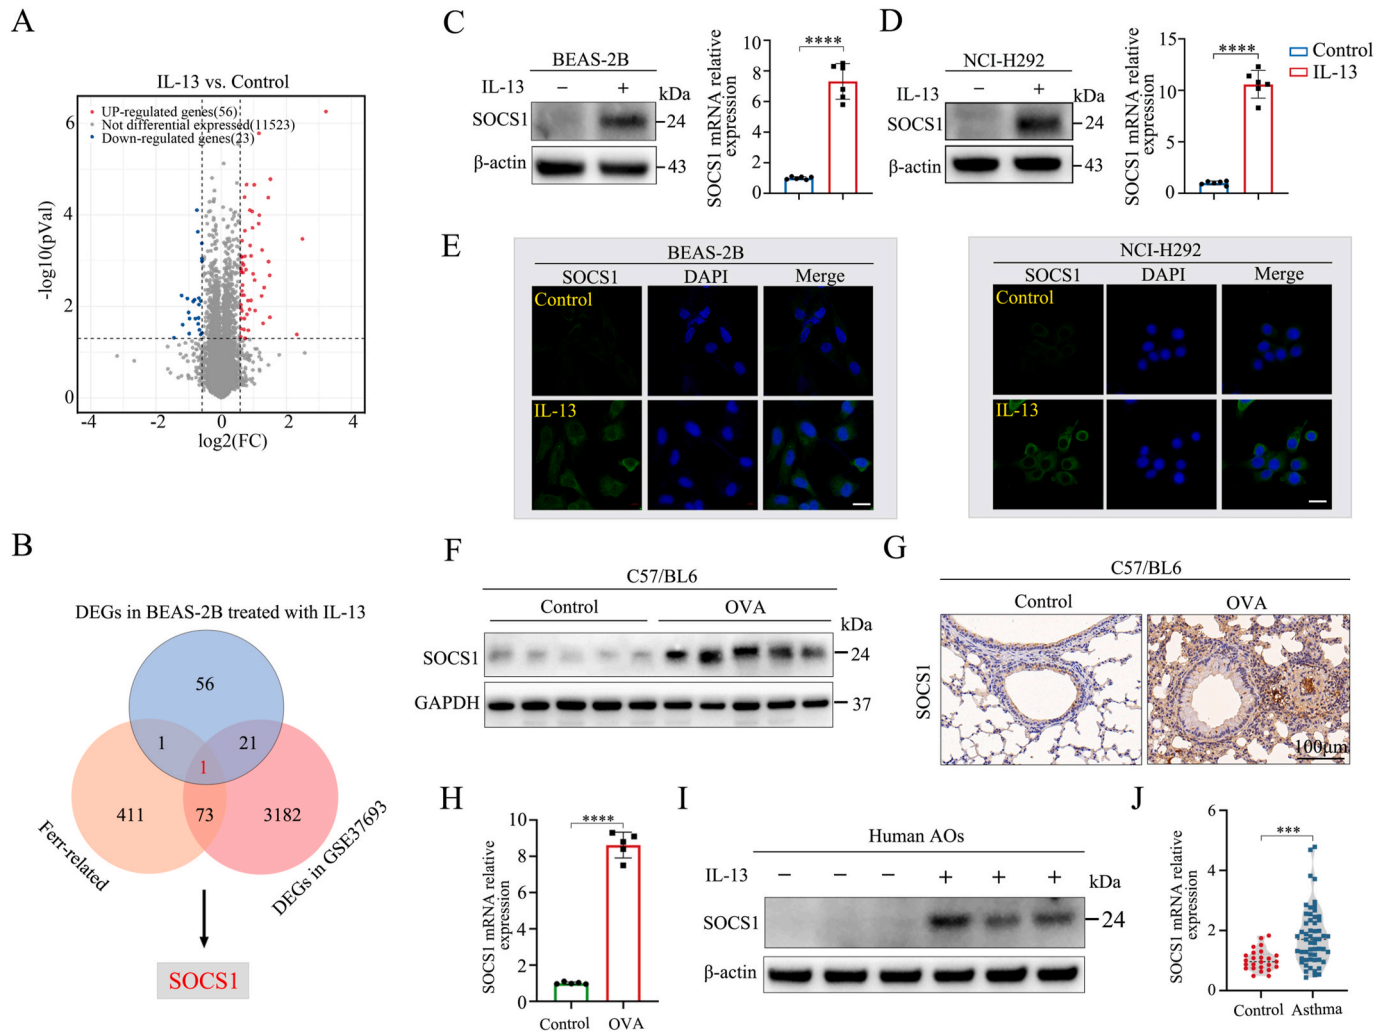 A
IL-13 vs. Control
UP-regulated genes(56)
Not differential expressed(11523)
Down-regulated genes(23)
-log10(pVal)
6
4
2
0
-4
-2
0
2
4
log2(FC)
B
DEGs in BEAS-2B treated with IL-13
56
1
21
1
411
73
3182
Ferr-related
DEGs in GSE37693
SOCS1
C
BEAS-2B
IL-13
− +
kDa
SOCS1
24
β-actin
43
SOCS1 mRNA relative
expression
10
8
6
4
2
0
****
D
NCI-H292
IL-13
− +
kDa
SOCS1
24
β-actin
43
SOCS1 mRNA relative
expression
15
10
5
0
****
Control
IL-13
E
BEAS-2B
SOCS1 DAPI Merge
Control
IL-13
NCI-H292
SOCS1 DAPI Merge
Control
IL-13
F
C57/BL6
Control OVA
kDa
SOCS1
24
GAPDH
37
G
C57/BL6
Control OVA
SOCS1
100μm
H
SOCS1 mRNA relative
expression
10
8
6
4
2
0
****
Control OVA
I
Human AOs
IL-13 − − − + + +
kDa
SOCS1
24
β-actin
43
J
SOCS1 mRNA relative
expression
6
4
2
0
***
Control Asthma